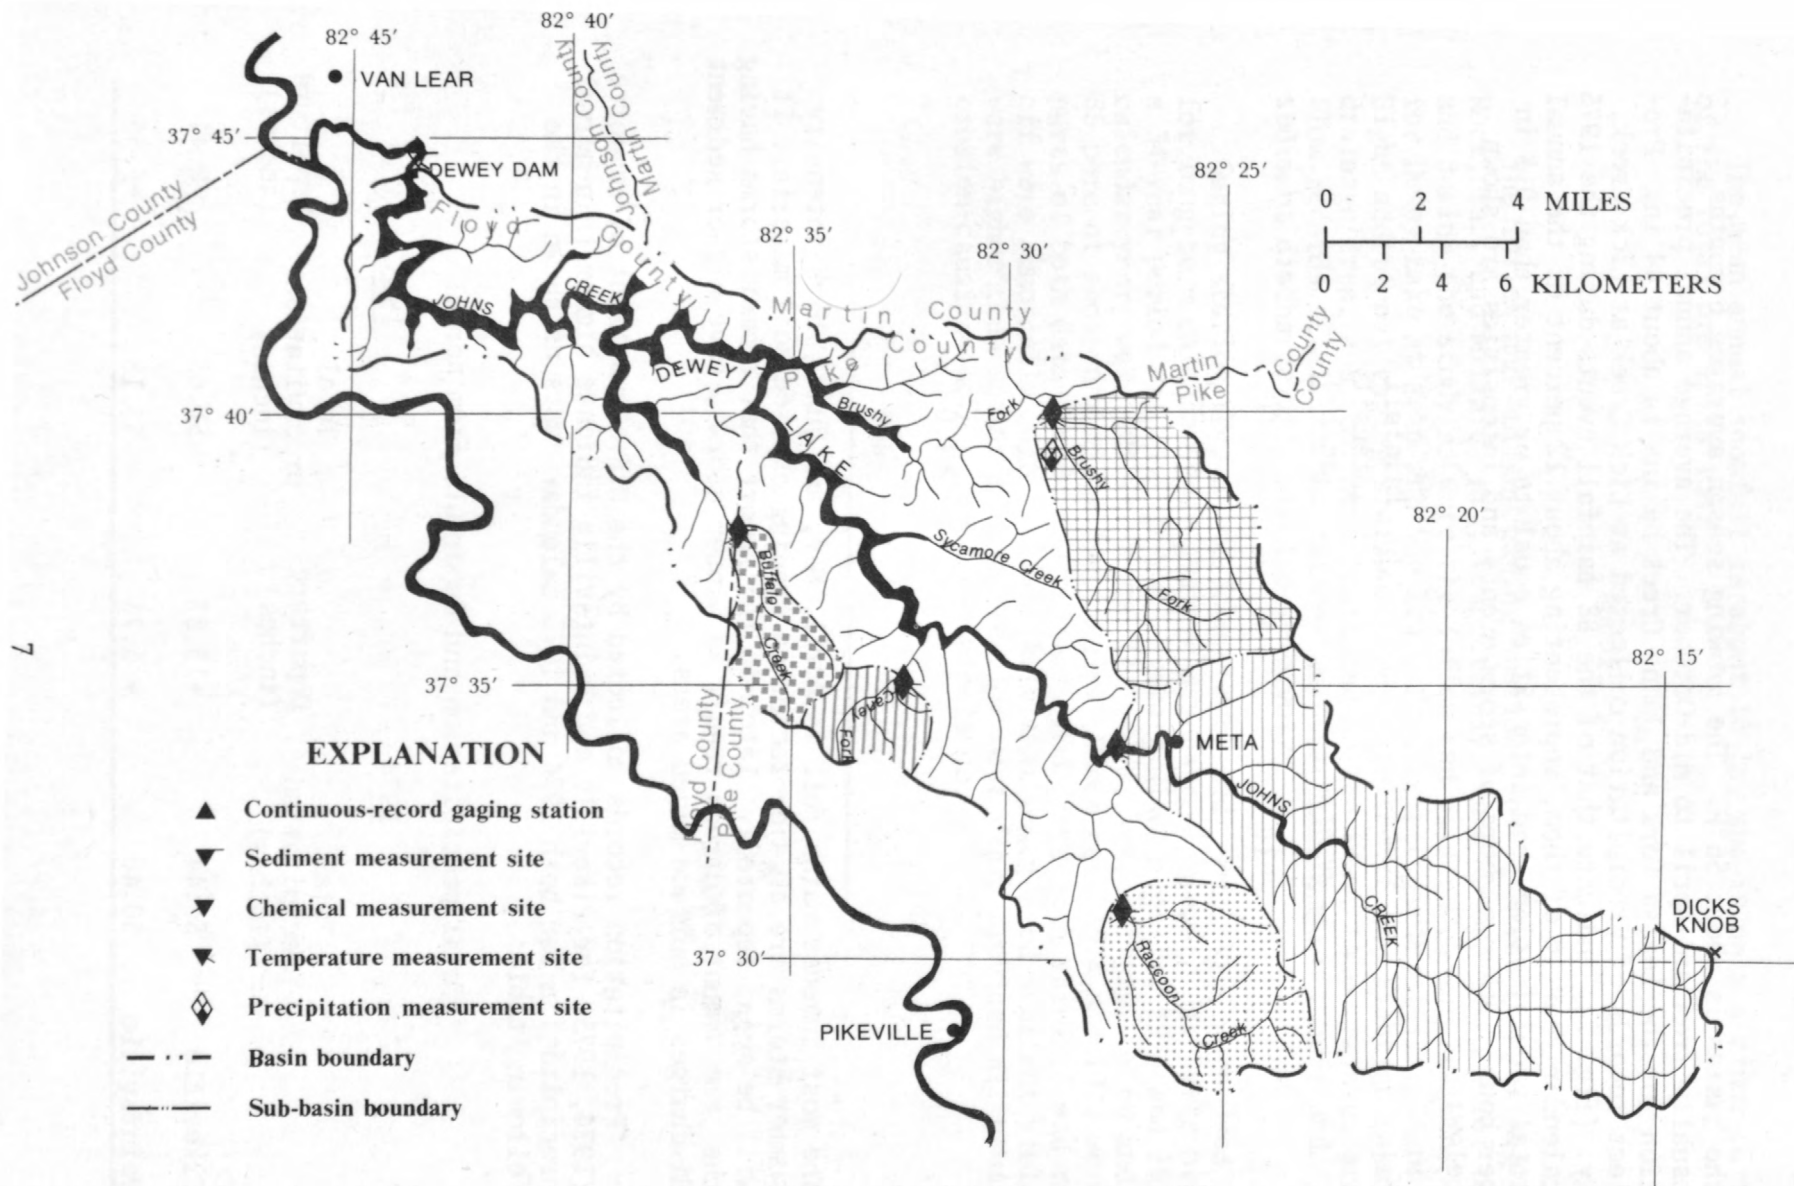 82° 45′
82° 40′
VAN LEAR
37° 45′
DEWEY DAM
Johnson County
Martin County
Johnson County
Floyd County
Floyd County
82° 25′
0 2 4 MILES
0 2 4 6 KILOMETERS
82° 35′
82° 30′
JOHNS CREEK
Martin County
Pike County
DEWEY LAKE
Martin County
Pike County
37° 40′
Brushy Fork
Brushy Fork
82° 20′
Sycamore Creek
Buffalo Creek
82° 15′
37° 35′
Caney Fork
Floyd County
Pike County
META
JOHNS CREEK
7
EXPLANATION
Continuous-record gaging station
Sediment measurement site
Chemical measurement site
Temperature measurement site
Precipitation measurement site
Basin boundary
Sub-basin boundary
DICKS KNOB
37° 30′
Raccoon Creek
PIKEVILLE